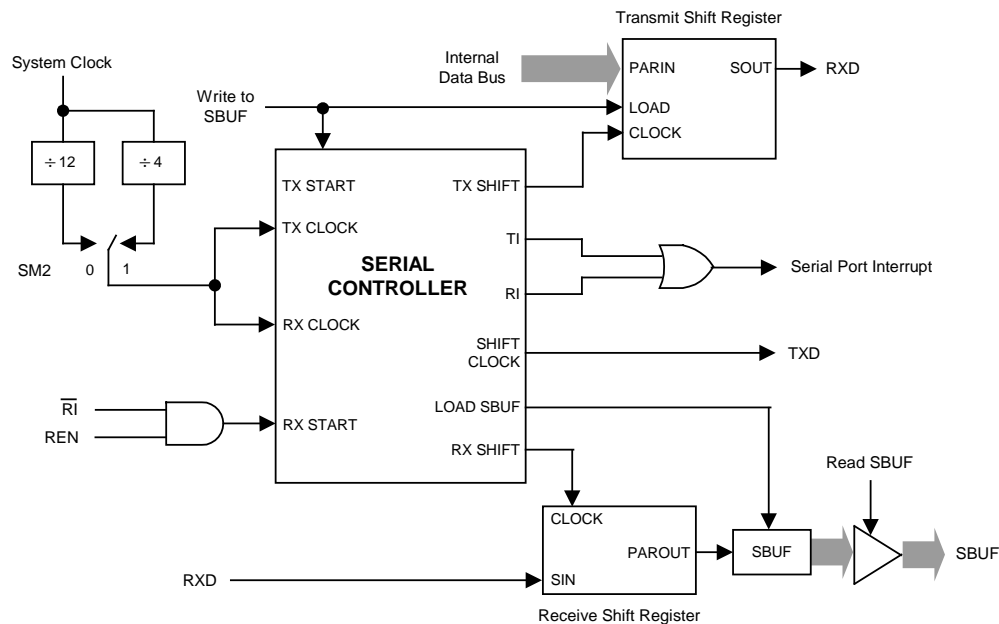 Transmit Shift Register
System Clock
Internal
Data Bus
PARIN
SOUT
RXD
Write to
SBUF
LOAD
CLOCK
÷12
÷4
TX START
TX SHIFT
TX CLOCK
TI
SM2
0
1
SERIAL
CONTROLLER
Serial Port Interrupt
RI
RX CLOCK
SHIFT
CLOCK
TXD
R̅I̅
REN
LOAD SBUF
RX START
RX SHIFT
Read SBUF
CLOCK
PAROUT
SBUF
SBUF
RXD
SIN
Receive Shift Register